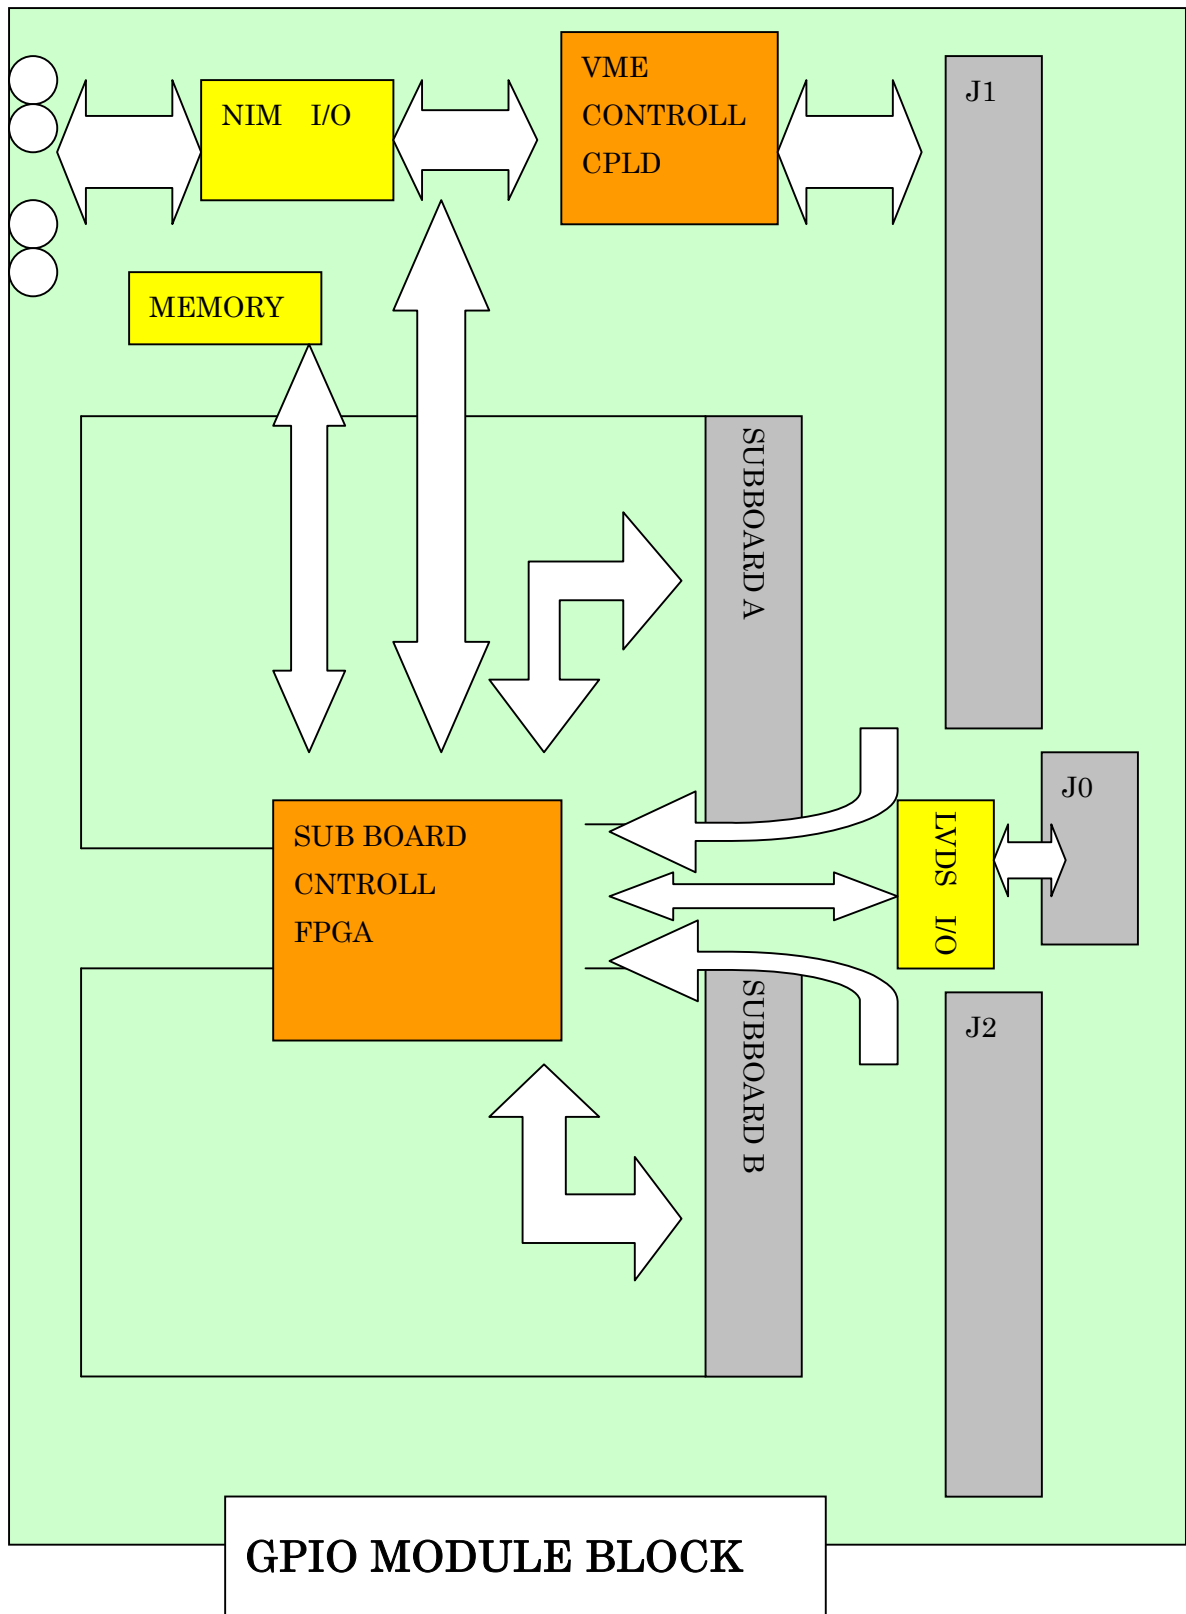 NIM I/O
VME
CONTROLL
CPLD
J1
MEMORY
SUBBOARD A
J0
SUB BOARD
CNTROLL
FPGA
LVDS I/O
SUBBOARD B
J2
GPIO MODULE BLOCK